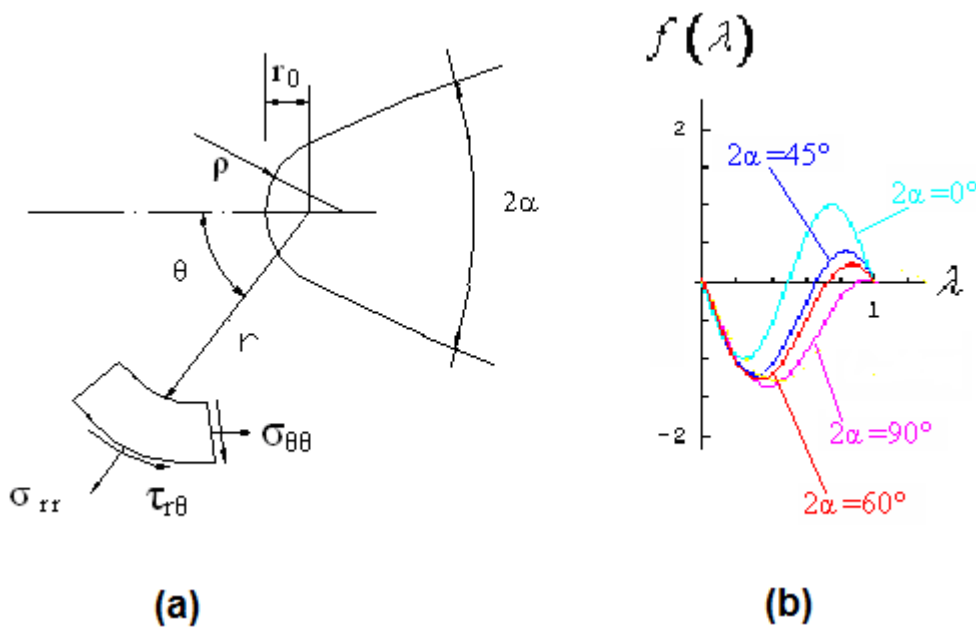 r₀
ρ
2α
θ
r
σθθ
σrr
τrθ
(a)
f(λ)
2
2α=45°
2α=0°
λ
1
-2
2α=90°
2α=60°
(b)